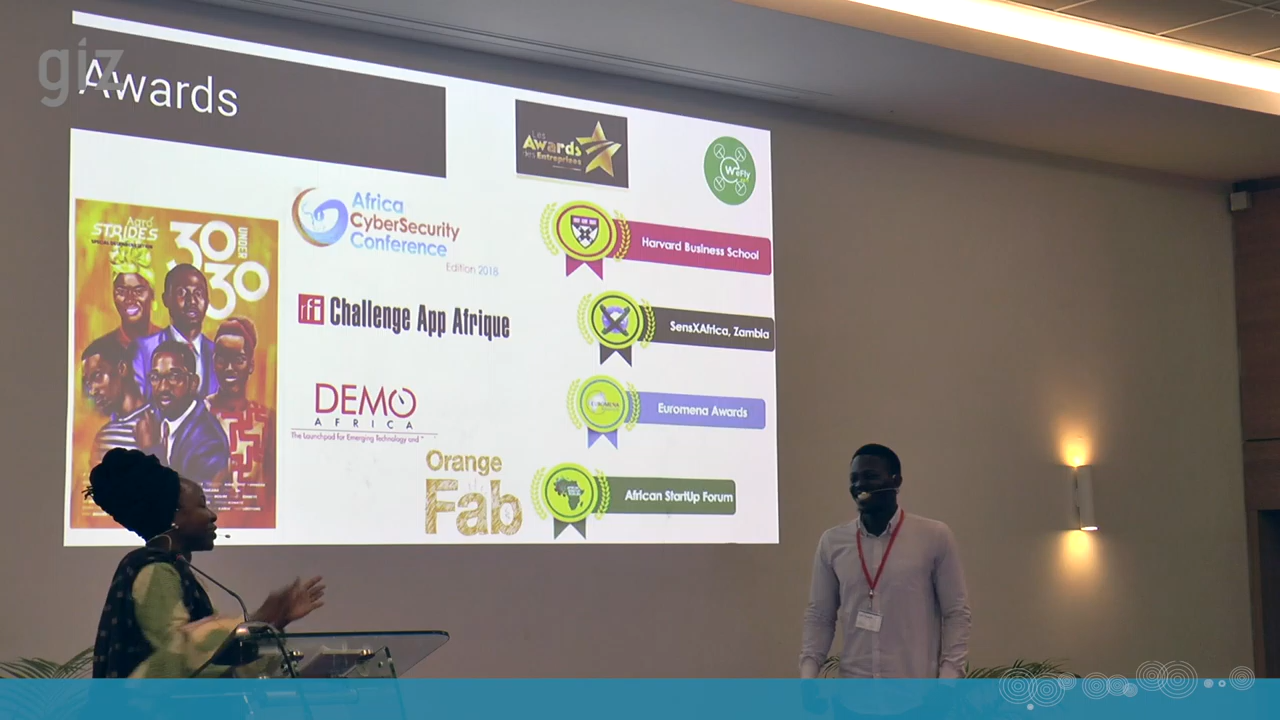 giz
Awards
Les
Awards
des Entreprises
WeFly
Agri
Agro
STRIDES
30
UNDER
30
Africa
CyberSecurity
Conference
Edition 2018
Harvard Business School
rfi Challenge App Afrique
SensXAfrica, Zambia
DEMO
AFRICA
The Launchpad for Emerging Technology and
Euromena Awards
Orange
Fab
African StartUp Forum